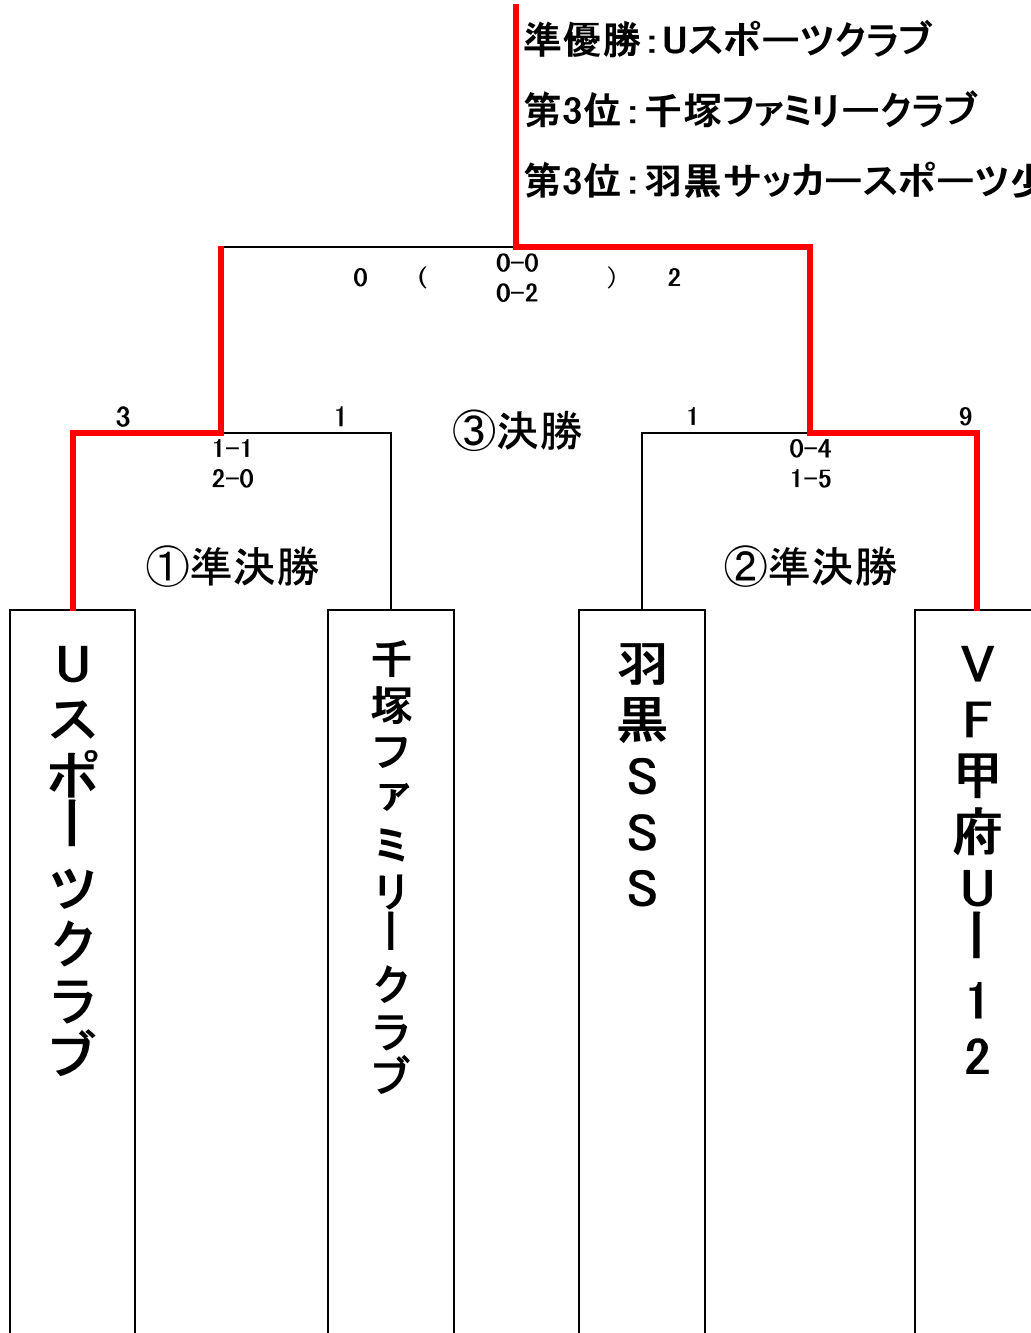 準優勝：Uスポーツクラブ
第3位：千塚ファミリークラブ
第3位：羽黒サッカースポーツ
0 ( 0-0 ) 2
0-2
3 1
1-1
2-0
③決勝
1 9
0-4
1-5
①準決勝
②準決勝
Uスポーツクラブ
千塚ファミリークラブ
羽黒SSS
VF甲府U-12